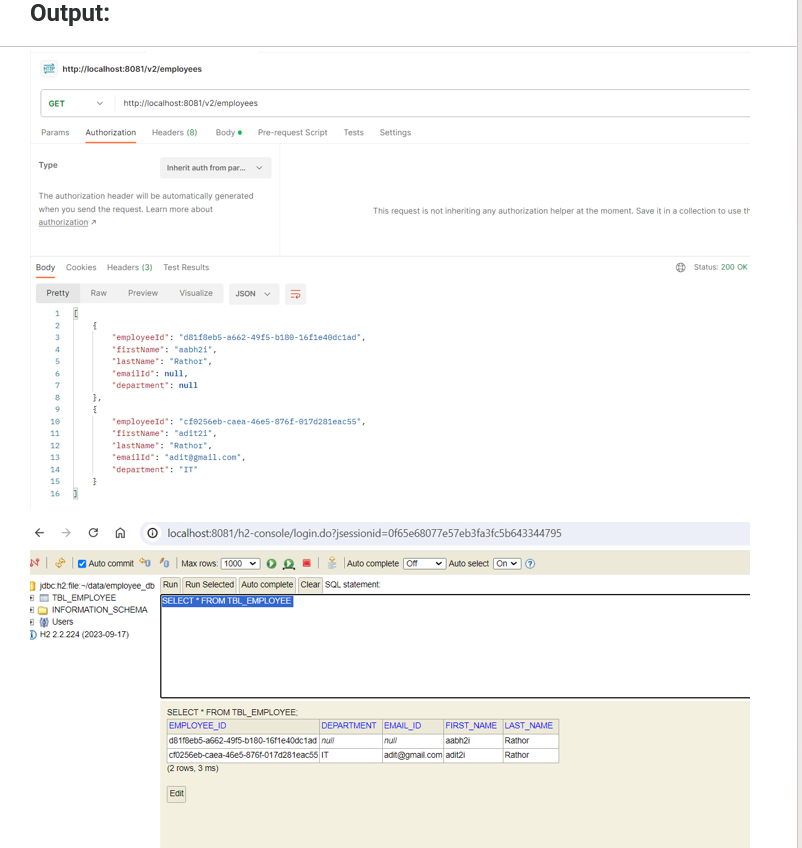 Output:
HTTP http://localhost:8081/v2/employees
GET http://localhost:8081/v2/employees
Params Authorization Headers (8) Body Pre-request Script Tests Settings
Type Inherit auth from par...
The authorization header will be automatically generated
when you send the request. Learn more about
authorization ↗
This request is not inheriting any authorization helper at the moment. Save it in a collection to use th
Body Cookies Headers (3) Test Results Status: 200 OK
Pretty Raw Preview Visualize JSON
1 [
2 {
3 "employeeId": "d81f8eb5-a662-49f5-b180-16f1e40dc1ad",
4 "firstName": "aabh2i",
5 "lastName": "Rathor",
6 "emailId": null,
7 "department": null
8 },
9 {
10 "employeeId": "cf0256eb-caea-46e5-876f-017d281eac55",
11 "firstName": "adit2i",
12 "lastName": "Rathor",
13 "emailId": "adit@gmail.com",
14 "department": "IT"
15 }
16 ]
localhost:8081/h2-console/login.do?jsessionid=0f65e68077e57eb3fa3fc5b643344795
Auto commit Max rows: 1000 Auto complete Off Auto select On ?
jdbc:h2:file:~/data/employee_db
TBL_EMPLOYEE
INFORMATION_SCHEMA
Users
H2 2.2.224 (2023-09-17)
Run Run Selected Auto complete Clear SQL statement:
SELECT * FROM TBL_EMPLOYEE
SELECT * FROM TBL_EMPLOYEE;
EMPLOYEE_ID DEPARTMENT EMAIL_ID FIRST_NAME LAST_NAME
d81f8eb5-a662-49f5-b180-16f1e40dc1ad null null aabh2i Rathor
cf0256eb-caea-46e5-876f-017d281eac55 IT adit@gmail.com adit2i Rathor
(2 rows, 3 ms)
Edit